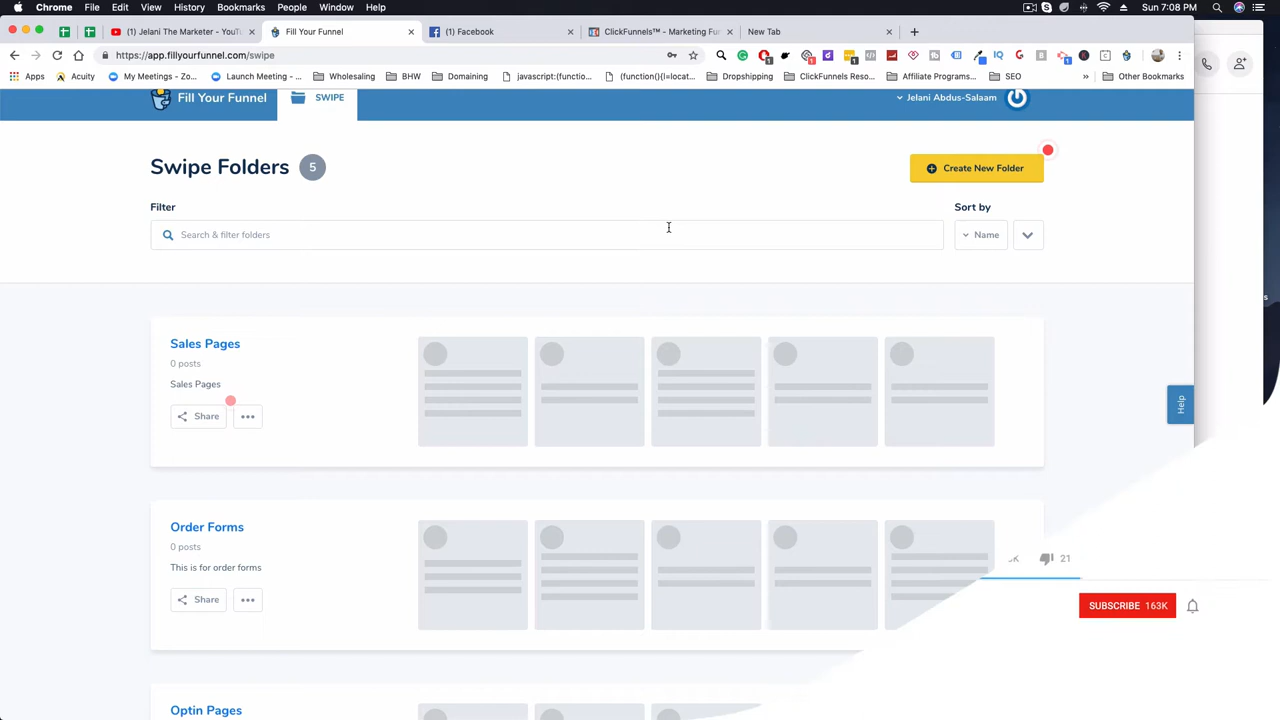 Chrome File Edit View History Bookmarks People Window Help
Sun 7:08 PM
(1) Jelani The Marketer - YouTu
Fill Your Funnel
(1) Facebook
ClickFunnels™ - Marketing Fun
New Tab
https://app.fillyourfunnel.com/swipe
Apps
Acuity
My Meetings - Zo...
Launch Meeting - ...
Wholesaling
BHW
Domaining
javascript:(functio...
(function(){l=locat...
Dropshipping
ClickFunnels Reso...
Affiliate Programs...
SEO
»
Other Bookmarks
Fill Your Funnel
SWIPE
Jelani Abdus-Salaam
Swipe Folders 5
Create New Folder
Filter
Sort by
Search & filter folders
Name
Sales Pages
0 posts
Sales Pages
Share
Help
Order Forms
0 posts
This is for order forms
Share
21
SUBSCRIBE 163K
Optin Pages